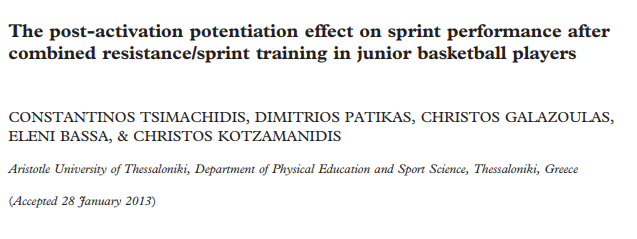 The post-activation potentiation effect on sprint performance after
combined resistance/sprint training in junior basketball players
CONSTANTINOS TSIMACHIDIS, DIMITRIOS PATIKAS, CHRISTOS GALAZOULAS,
ELENI BASSA, & CHRISTOS KOTZAMANIDIS
Aristotle University of Thessaloniki, Department of Physical Education and Sport Science, Thessaloniki, Greece
(Accepted 28 January 2013)